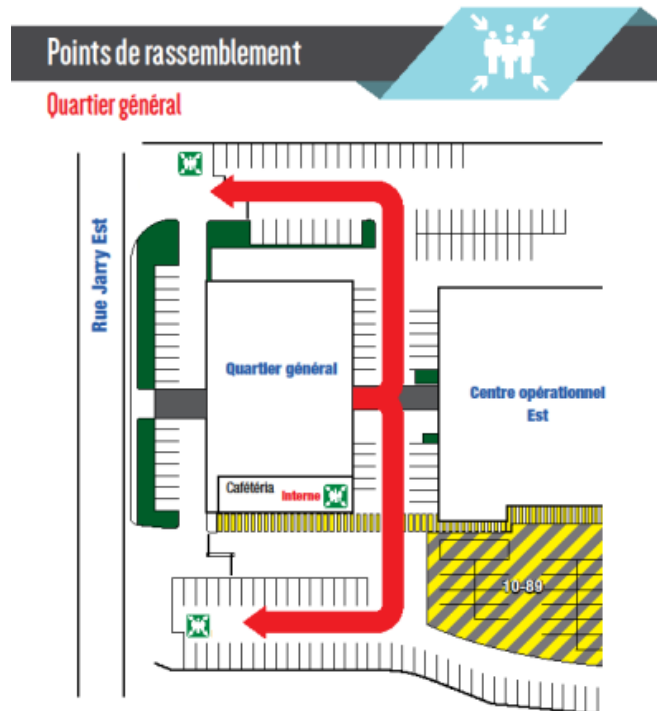 Points de rassemblement
Quartier général
Rue Jarry Est
Quartier général
Centre opérationnel
Est
Cafétéria
Interne
10-89